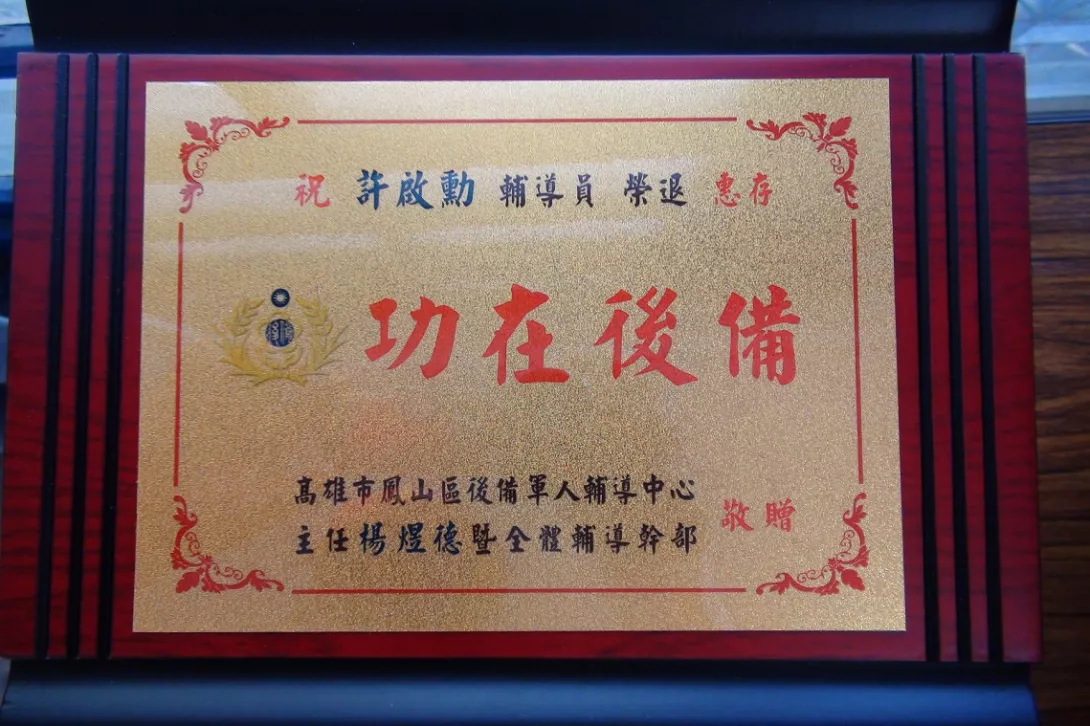 祝 許啟勳 輔導員 榮退 惠存
功在後備
高雄市鳳山區後備軍人輔導中心
主任楊煜德暨全體輔導幹部
敬贈